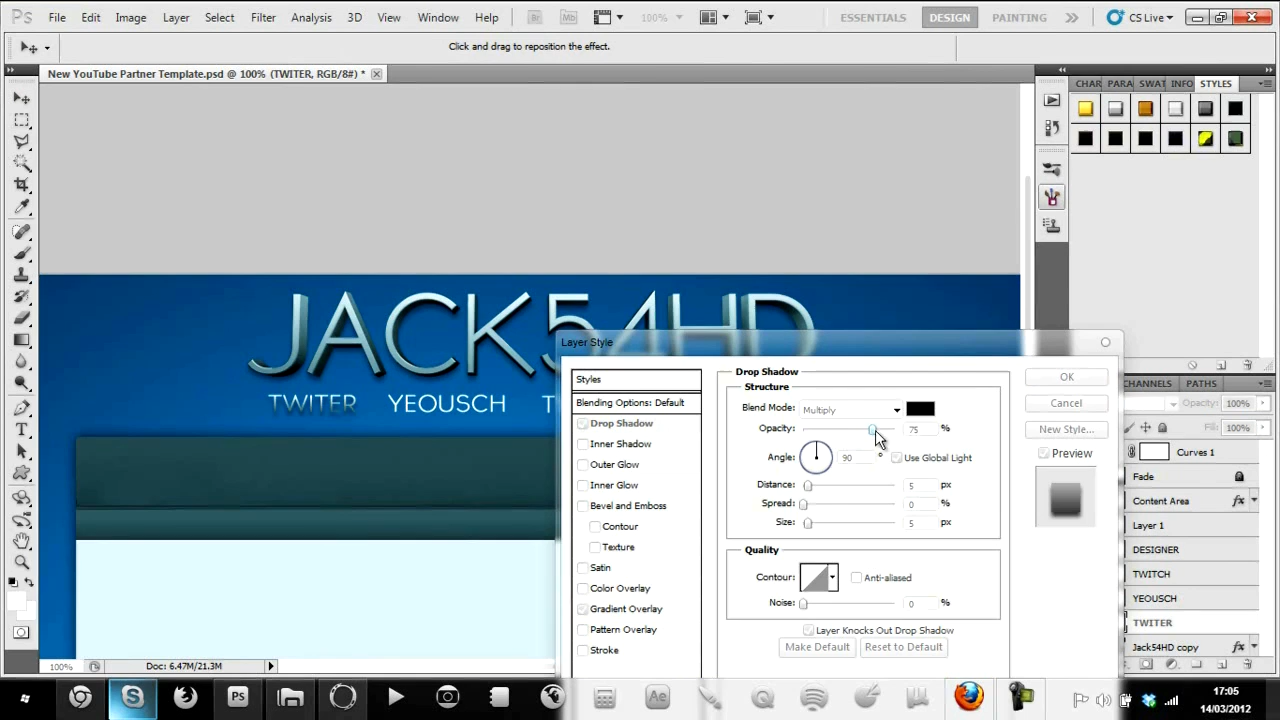 Ps File Edit Image Layer Select Filter Analysis 3D View Window Help Br Mb 100% ESSENTIALS DESIGN PAINTING CS Live
Click and drag to reposition the effect.
New YouTube Partner Template.psd @ 100% (TWITER, RGB/8#) *
CHAR PARA SWAT INFO STYLES
JACK54HD
TWITER YEOUSCH T
Layer Style
Styles
Blending Options: Default
Drop Shadow
Inner Shadow
Outer Glow
Inner Glow
Bevel and Emboss
Contour
Texture
Satin
Color Overlay
Gradient Overlay
Pattern Overlay
Stroke
Drop Shadow
Structure
Blend Mode: Multiply
Opacity: 75 %
Angle: 90 ° Use Global Light
Distance: 5 px
Spread: 0 %
Size: 5 px
Quality
Contour: Anti-aliased
Noise: 0 %
Layer Knocks Out Drop Shadow
Make Default Reset to Default
OK
Cancel
New Style...
Preview
CHANNELS PATHS
Opacity: 100%
Fill: 100%
Curves 1
Fade
Content Area fx
Layer 1
DESIGNER
TWITCH
YEOUSCH
TWITER
Jack54HD copy fx
100% Doc: 6.47M/21.3M
Ps Ae
17:05
14/03/2012